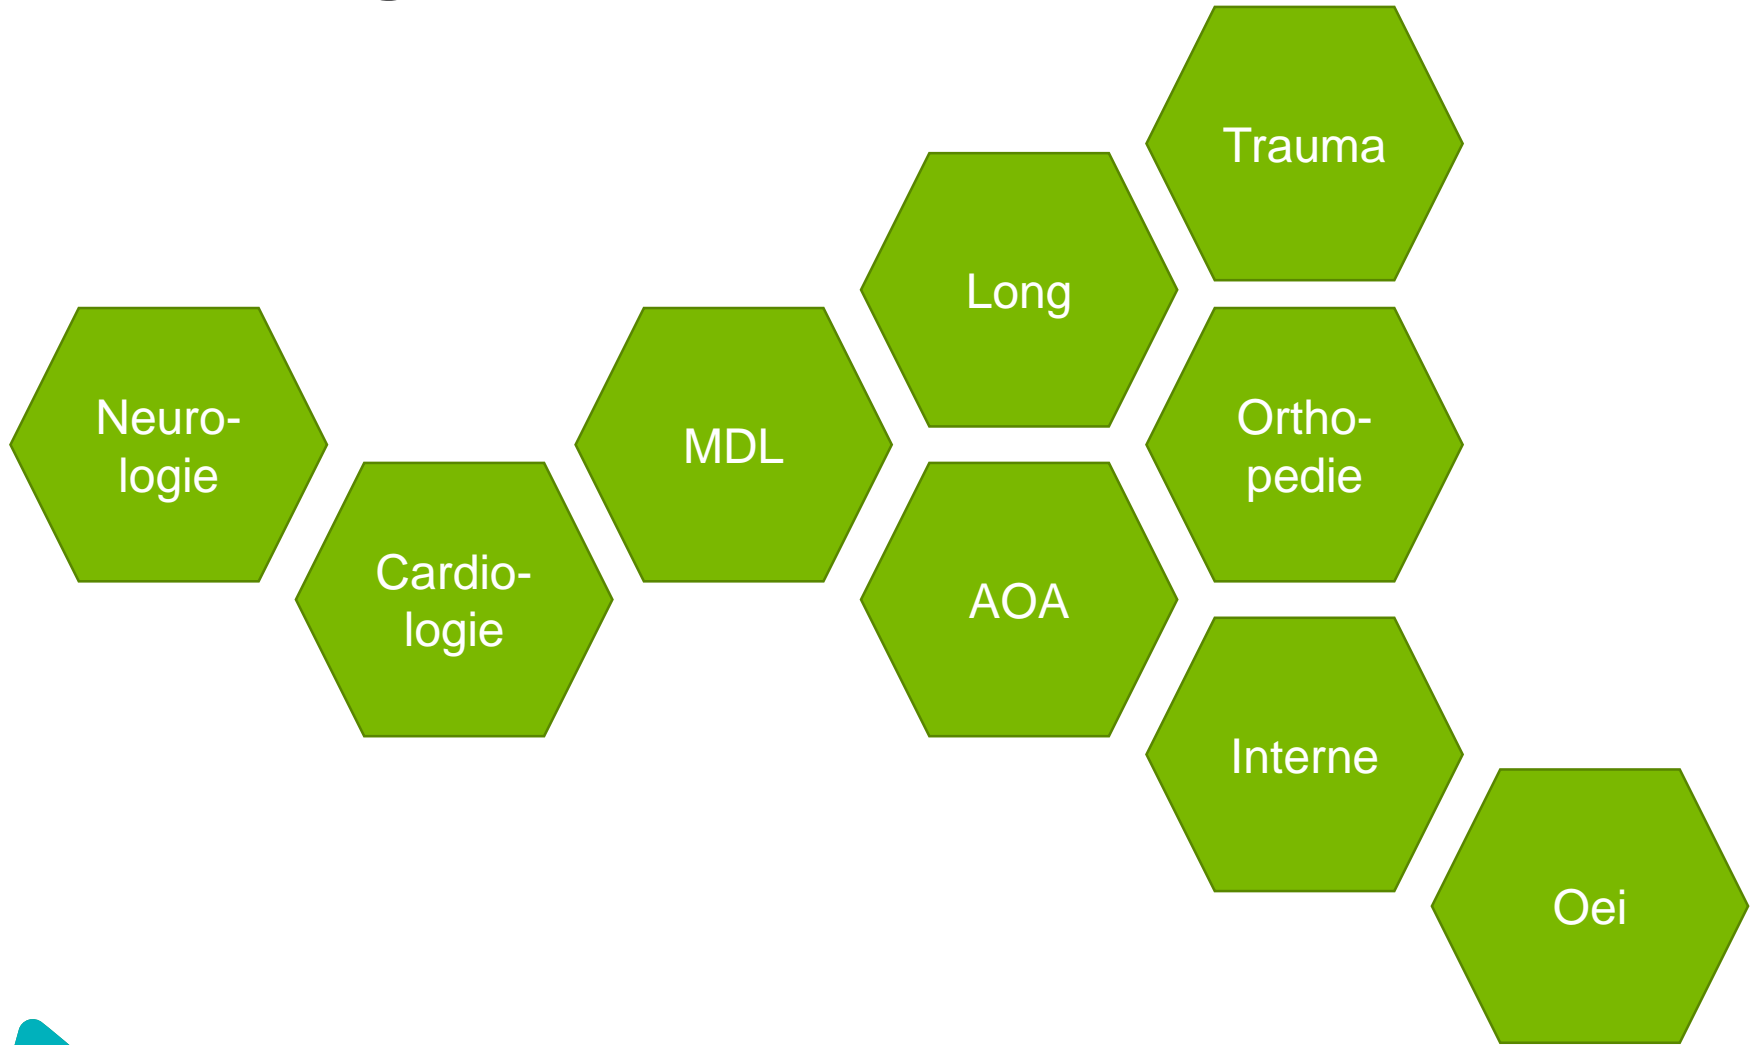 Trauma
Long
Neuro-
logie
MDL
Ortho-
pedie
Cardio-
logie
AOA
Interne
Oei